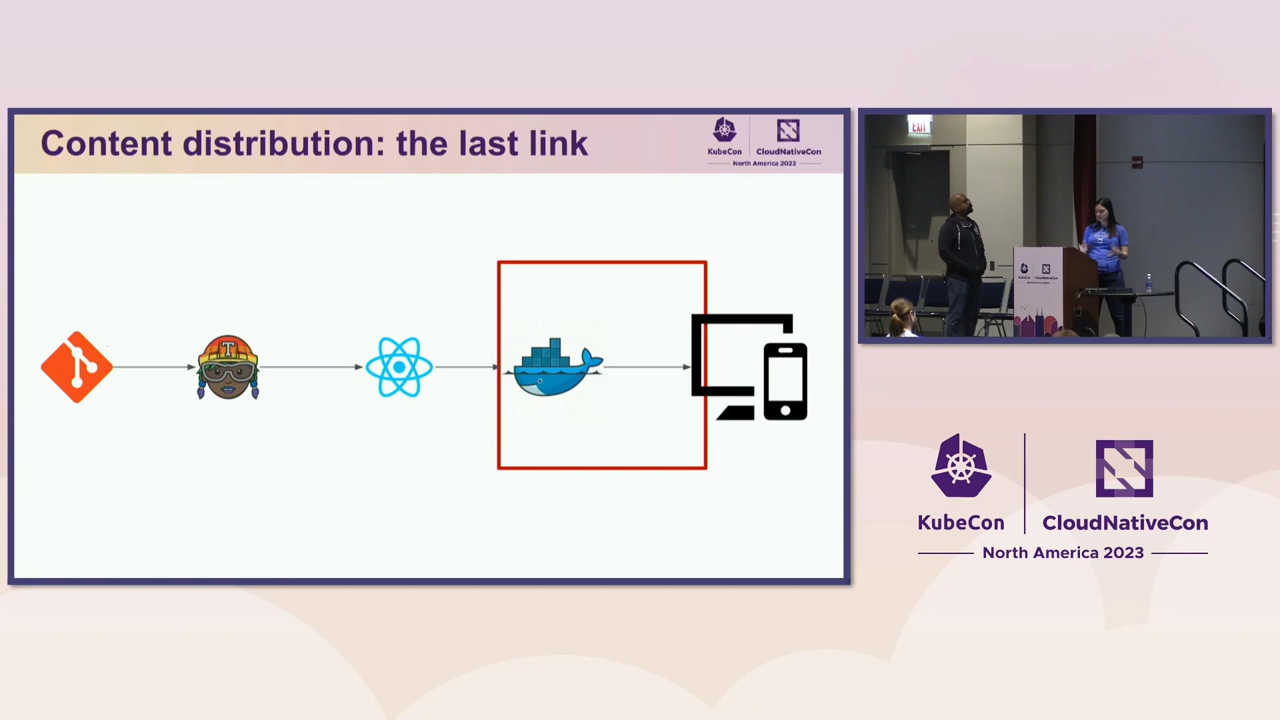 Content distribution: the last link
KubeCon
CloudNativeCon
North America 2023
T
EXIT
KubeCon
CloudNativeCon
North America 2023